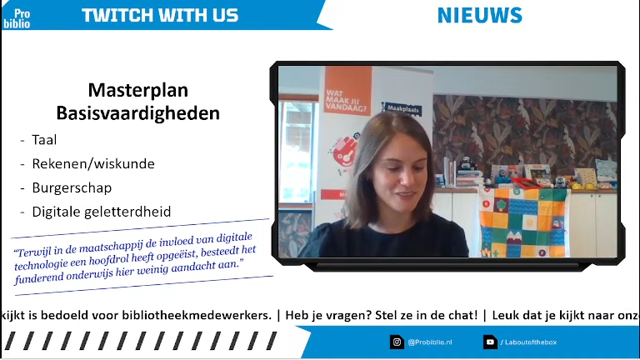 Pro
biblio
TWITCH WITH US
NIEUWS
Masterplan
Basisvaardigheden
- Taal
- Rekenen/wiskunde
- Burgerschap
- Digitale geletterdheid
"Terwijl in de maatschappij de invloed van digitale
technologie een hoofdrol heeft opgeëist, besteedt het
funderend onderwijs hier weinig aandacht aan."
WAT
MAAK JIJ
VANDAAG?
Maakplaats
kijkt is bedoeld voor bibliotheekmedewerkers. | Heb je vragen? Stel ze in de chat! | Leuk dat je kijkt naar onz
@Probiblio.nl
/Laboutofthebox